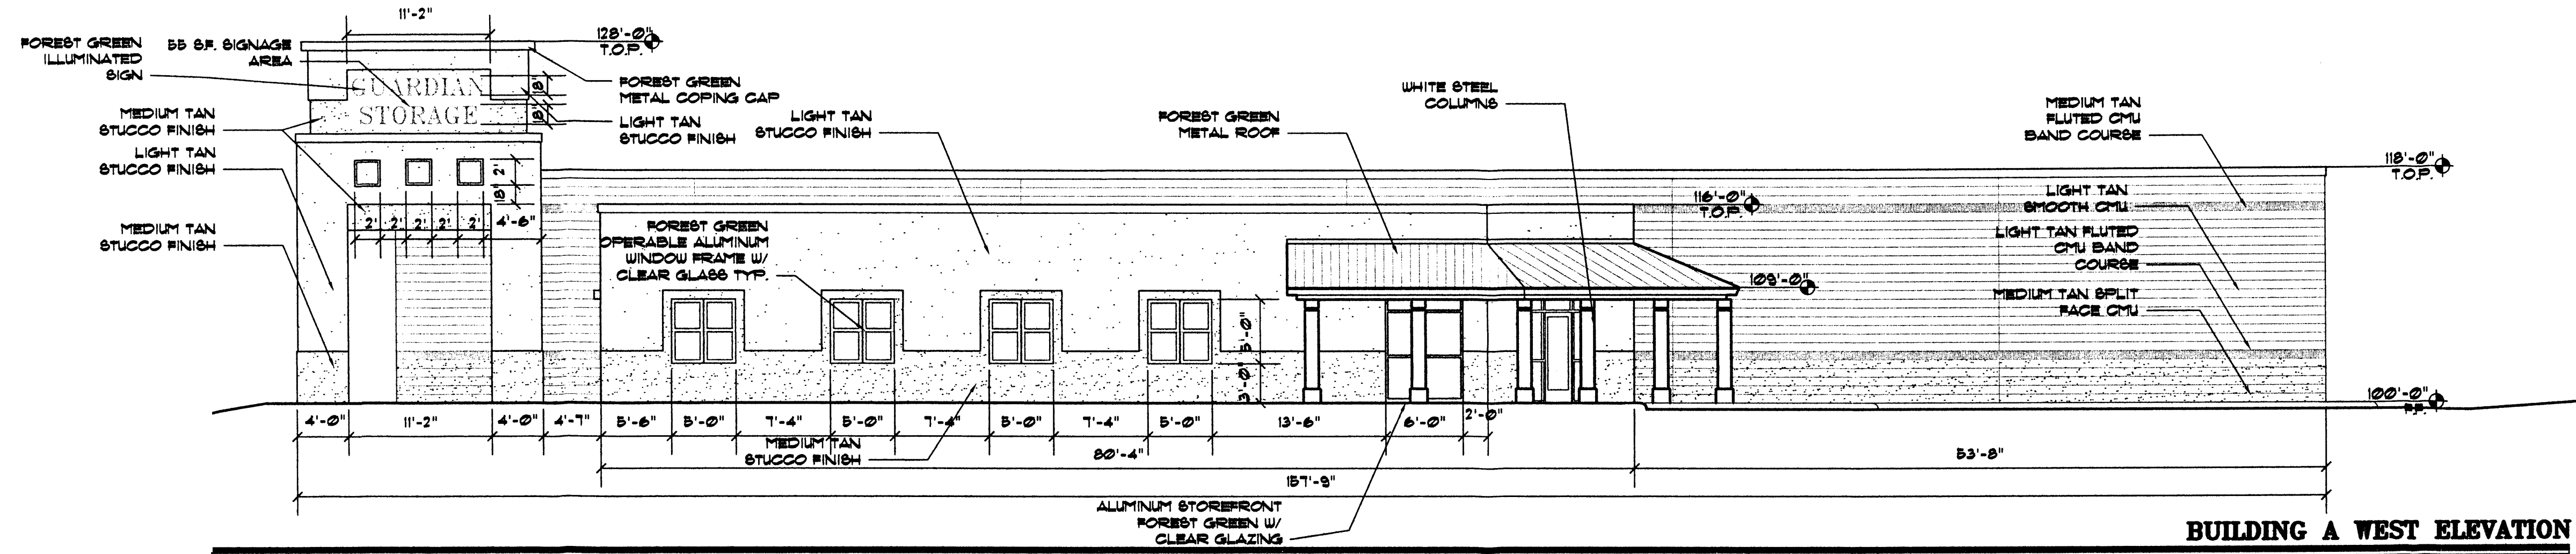 11'-2"
128'-0"
T.O.P.
FOREST GREEN
ILLUMINATED
SIGN
55 SF. SIGNAGE
AREA
GUARDIAN
STORAGE
18"
18"
FOREST GREEN
METAL COPING CAP
LIGHT TAN
STUCCO FINISH
MEDIUM TAN
STUCCO FINISH
LIGHT TAN
STUCCO FINISH
MEDIUM TAN
STUCCO FINISH
2'
18"
2'
2'
2'
2'
2'
4'-6"
LIGHT TAN
STUCCO FINISH
FOREST GREEN
OPERABLE ALUMINUM
WINDOW FRAME W/
CLEAR GLASS TYP.
FOREST GREEN
METAL ROOF
WHITE STEEL
COLUMNS
116'-0"
T.O.P.
109'-0"
MEDIUM TAN
FLUTED CMU
BAND COURSE
118'-0"
T.O.P.
LIGHT TAN
SMOOTH CMU
LIGHT TAN FLUTED
CMU BAND
COURSE
MEDIUM TAN SPLIT
FACE CMU
100'-0"
F.F.
5'-0"
3'-0"
4'-0"
11'-2"
4'-0"
4'-7"
5'-6"
5'-0"
7'-4"
5'-0"
7'-4"
5'-0"
7'-4"
5'-0"
13'-6"
6'-0"
2'-0"
MEDIUM TAN
STUCCO FINISH
80'-4"
53'-8"
157'-9"
ALUMINUM STOREFRONT
FOREST GREEN W/
CLEAR GLAZING
BUILDING A WEST ELEVATION